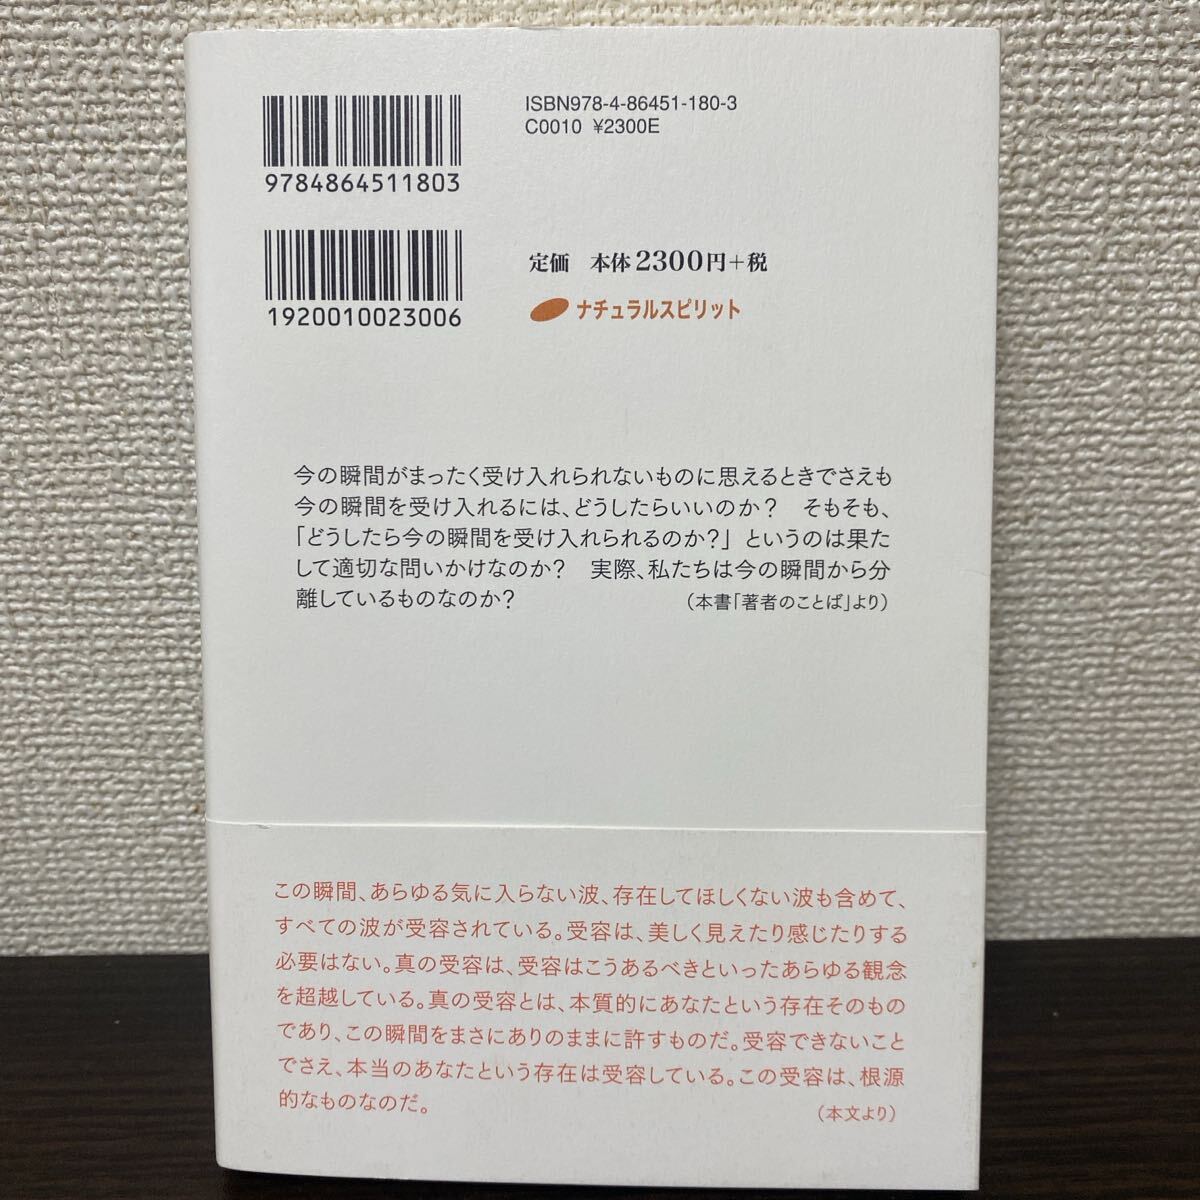 ISBN978-4-86451-180-3
C0010 ¥2300E
9784864511803
1920010023006
定価 本体2300円+税
ナチュラルスピリット
今の瞬間がまったく受け入れられないものに思えるときでさえも
今の瞬間を受け入れるには、どうしたらいいのか? そもそも、
「どうしたら今の瞬間を受け入れられるのか?」というのは果た
して適切な問いかけなのか? 実際、私たちは今の瞬間から分
離しているものなのか? (本書「著者のことば」より)
この瞬間、あらゆる気に入らない波、存在してほしくない波も含めて、
すべての波が受容されている。受容は、美しく見えたり感じたりする
必要はない。真の受容は、受容はこうあるべきといったあらゆる観念
を超越している。真の受容とは、本質的にあなたという存在そのもの
であり、この瞬間をまさにありのままに許すものだ。受容できないこと
でさえ、本当のあなたという存在は受容している。この受容は、根源
的なものなのだ。 (本文より)